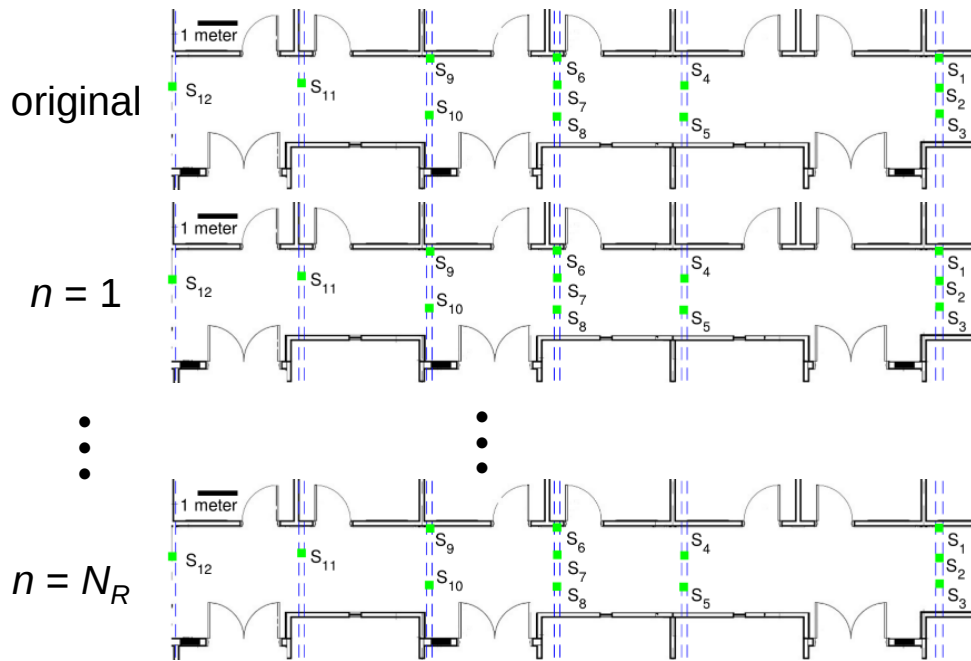 1 meter
original
S12 S11 S9 S10 S6 S7 S8 S4 S5 S1 S2 S3
1 meter
n = 1
S12 S11 S9 S10 S6 S7 S8 S4 S5 S1 S2 S3
1 meter
n = NR
S12 S11 S9 S10 S6 S7 S8 S4 S5 S1 S2 S3